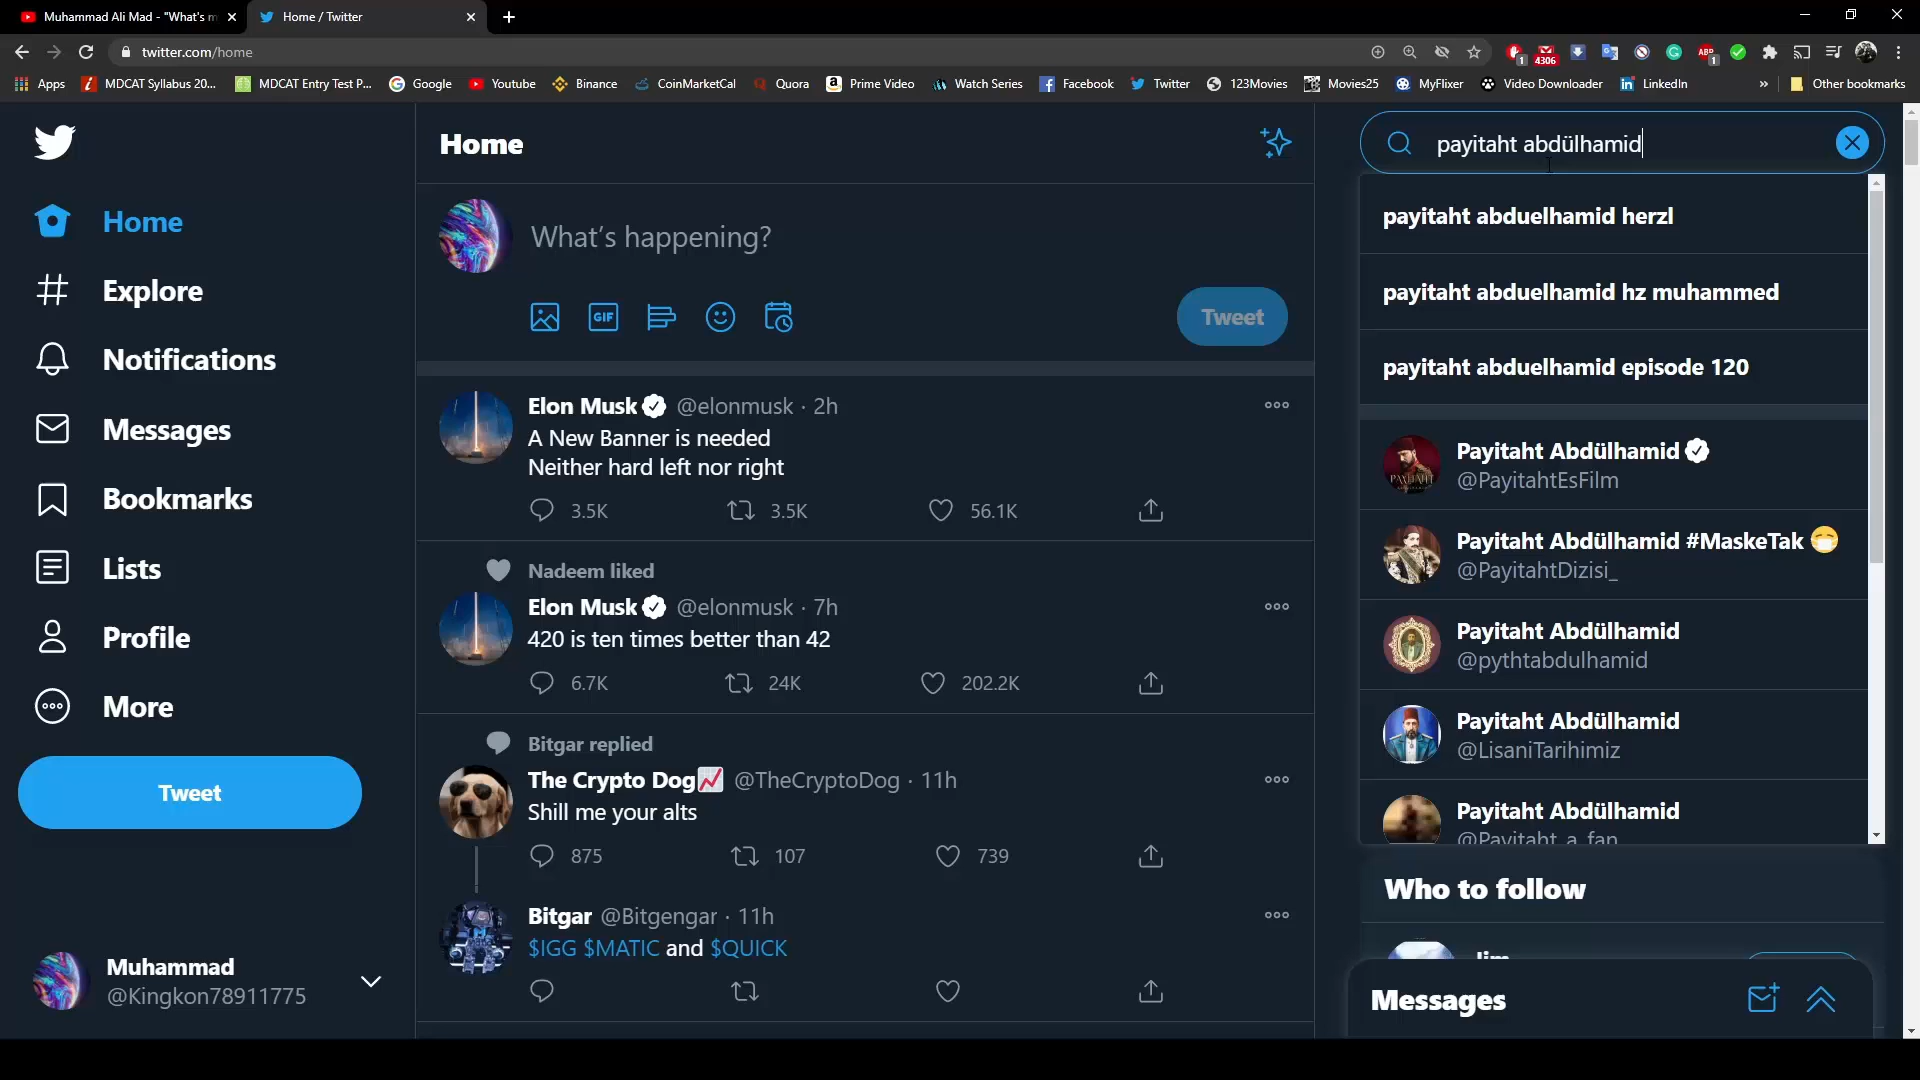 Muhammad Ali Mad - "What's m
Home / Twitter
twitter.com/home
1
4306
ABP
1
Apps
MDCAT Syllabus 20...
MDCAT Entry Test P...
Google
Youtube
Binance
CoinMarketCal
Quora
Prime Video
Watch Series
Facebook
Twitter
123Movies
Movies25
MyFlixer
Video Downloader
LinkedIn
»
Other bookmarks
Home
Explore
Notifications
Messages
Bookmarks
Lists
Profile
More
Tweet
Muhammad
@Kingkon78911775
Home
What's happening?
GIF
Tweet
Elon Musk @elonmusk · 2h
A New Banner is needed
Neither hard left nor right
3.5K 3.5K 56.1K
Nadeem liked
Elon Musk @elonmusk · 7h
420 is ten times better than 42
6.7K 24K 202.2K
Bitgar replied
The Crypto Dog📈 @TheCryptoDog · 11h
Shill me your alts
875 107 739
Bitgar @Bitgengar · 11h
$IGG $MATIC and $QUICK
payitaht abdülhamid
payitaht abduelhamid herzl
payitaht abduelhamid hz muhammed
payitaht abduelhamid episode 120
Payitaht Abdülhamid
@PayitahtEsFilm
Payitaht Abdülhamid #MaskeTak 😷
@PayitahtDizisi_
Payitaht Abdülhamid
@pythtabdulhamid
Payitaht Abdülhamid
@LisaniTarihimiz
Payitaht Abdülhamid
@Payitaht_a_fan
Who to follow
Jim
Messages